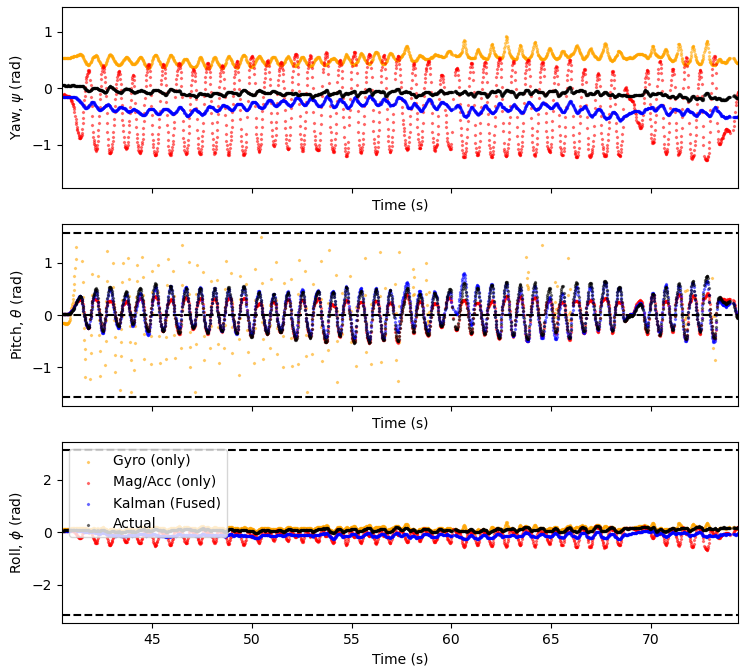 1
0
−1
Yaw, ψ (rad)
Time (s)
1
0
−1
Pitch, θ (rad)
Time (s)
2
0
−2
Roll, ϕ (rad)
Gyro (only)
Mag/Acc (only)
Kalman (Fused)
Actual
45 50 55 60 65 70
Time (s)